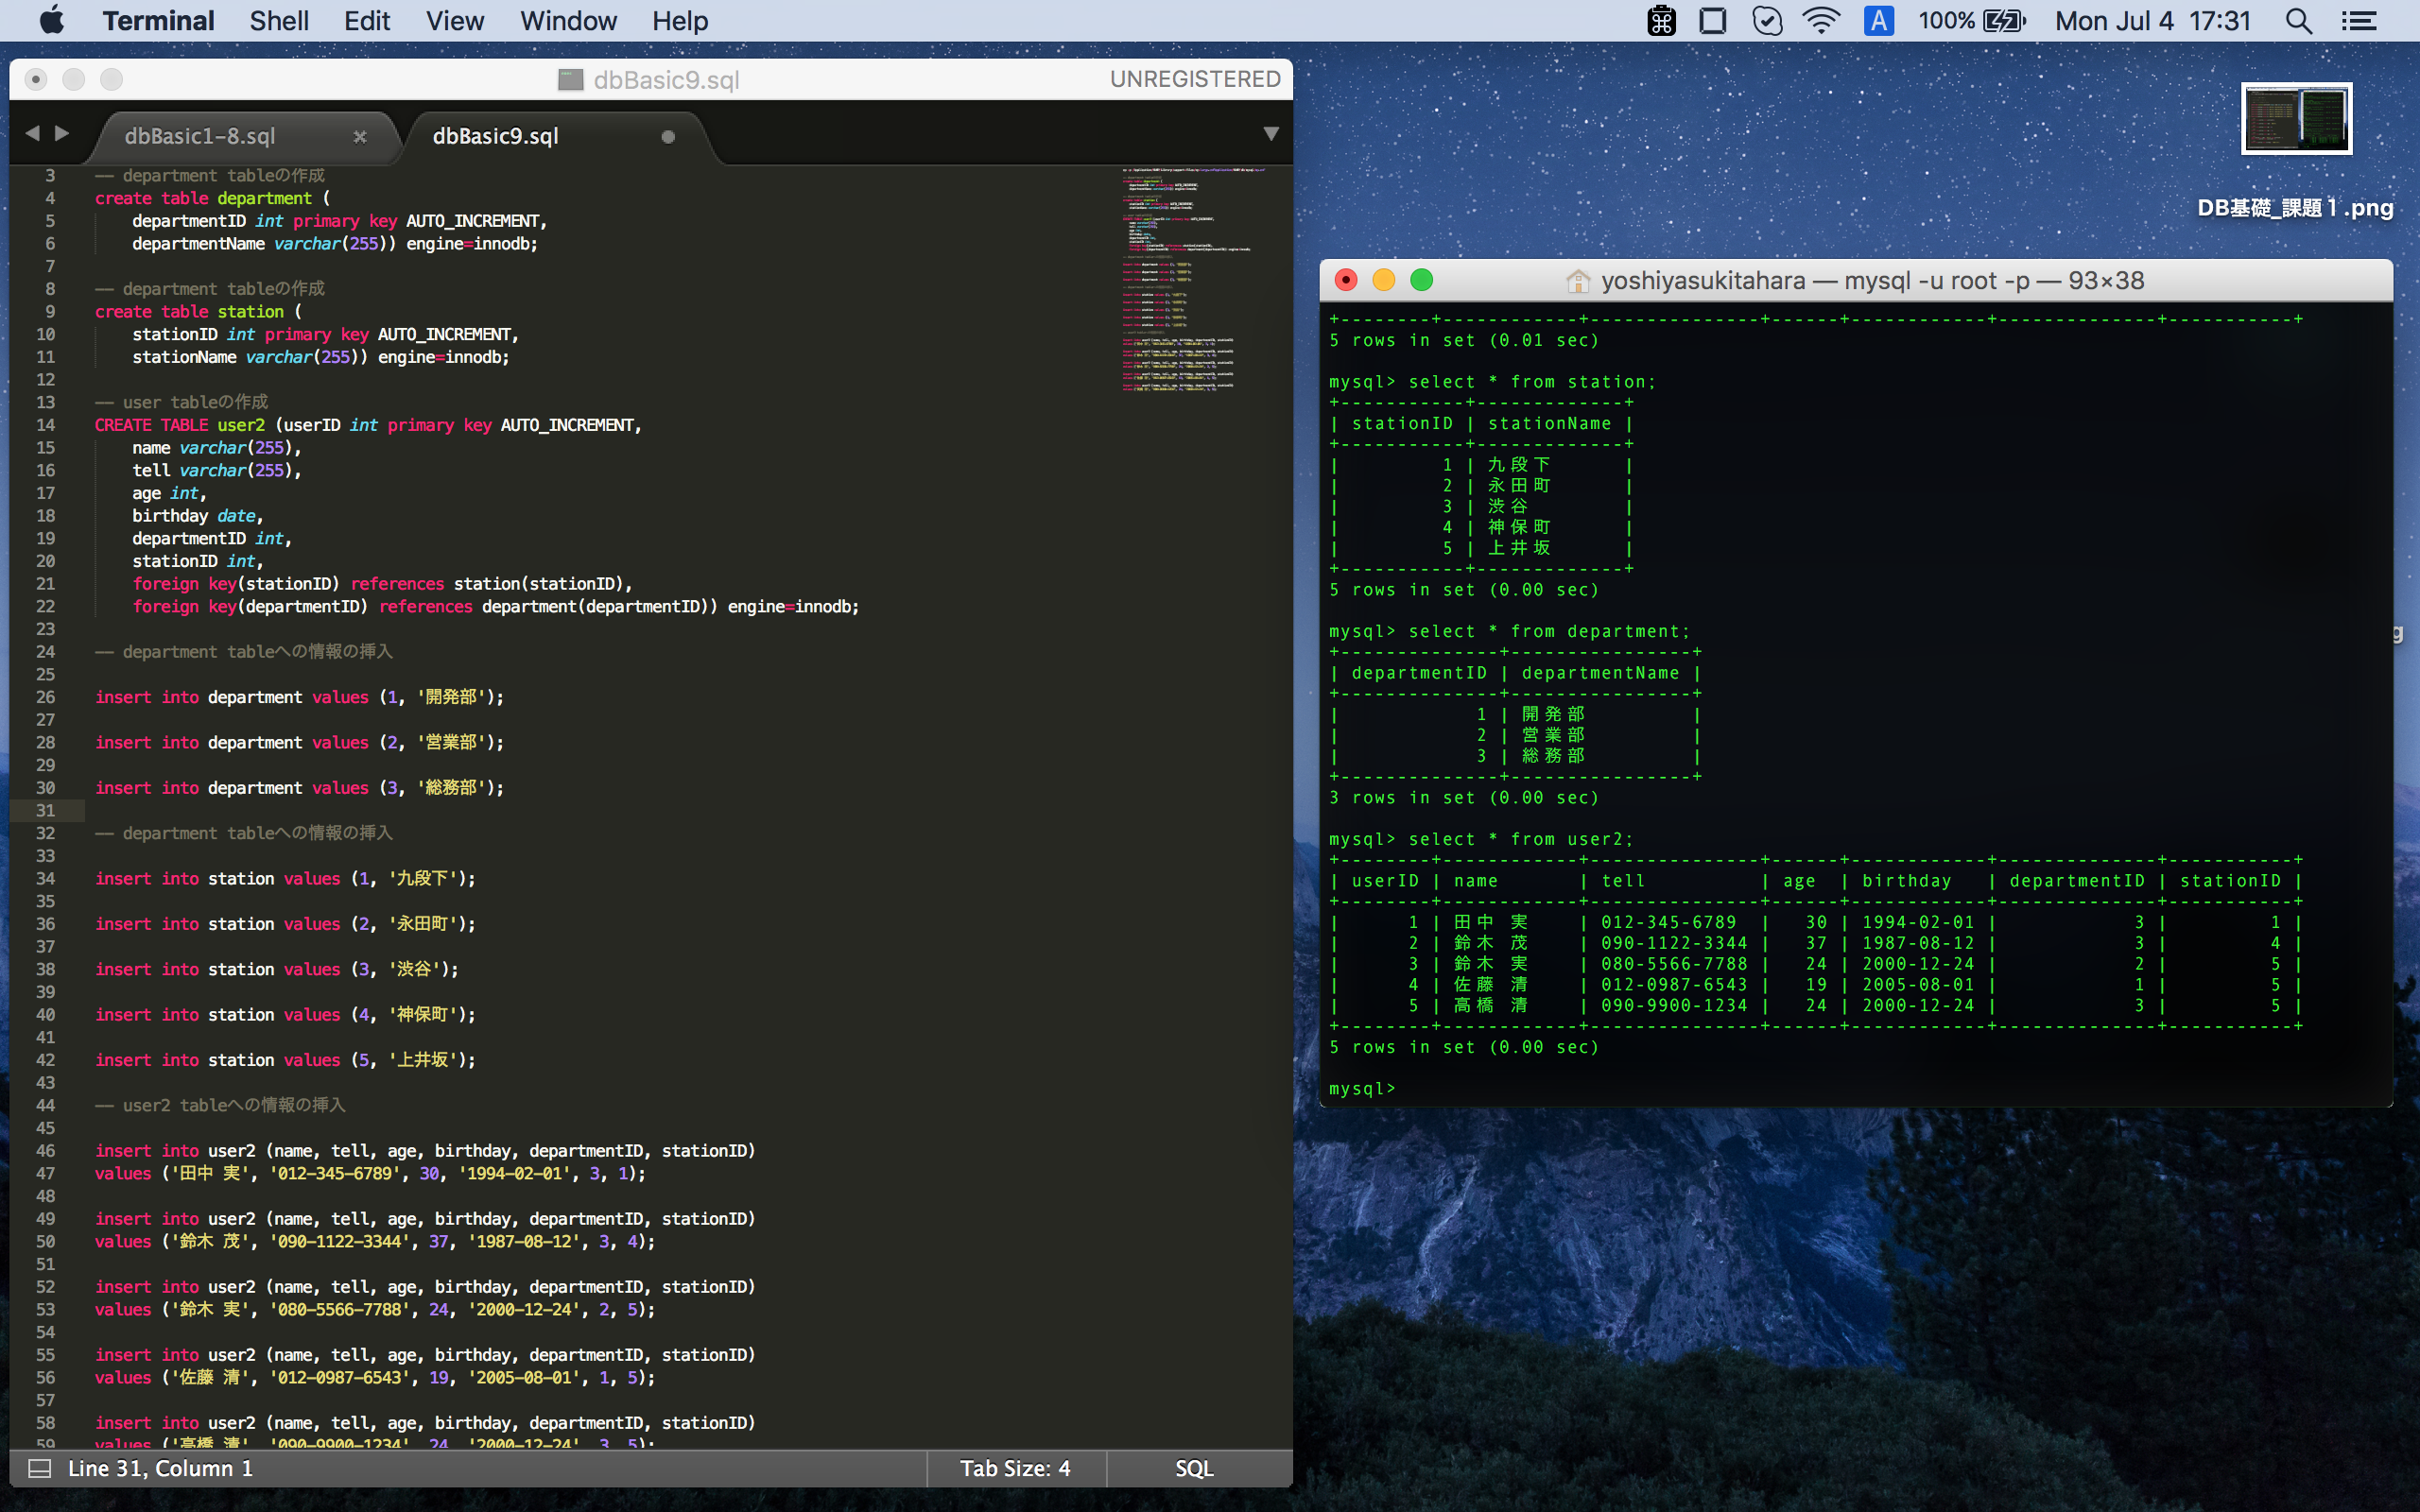 Terminal Shell Edit View Window Help
A 100% Mon Jul 4 17:31
dbBasic9.sql UNREGISTERED
dbBasic1-8.sql dbBasic9.sql
3 -- department tableの作成
4 create table department (
5 departmentID int primary key AUTO_INCREMENT,
6 departmentName varchar(255)) engine=innodb;
7
8 -- department tableの作成
9 create table station (
10 stationID int primary key AUTO_INCREMENT,
11 stationName varchar(255)) engine=innodb;
12
13 -- user tableの作成
14 CREATE TABLE user2 (userID int primary key AUTO_INCREMENT,
15 name varchar(255),
16 tell varchar(255),
17 age int,
18 birthday date,
19 departmentID int,
20 stationID int,
21 foreign key(stationID) references station(stationID),
22 foreign key(departmentID) references department(departmentID)) engine=innodb;
23
24 -- department tableへの情報の挿入
25
26 insert into department values (1, '開発部');
27
28 insert into department values (2, '営業部');
29
30 insert into department values (3, '総務部');
31
32 -- department tableへの情報の挿入
33
34 insert into station values (1, '九段下');
35
36 insert into station values (2, '永田町');
37
38 insert into station values (3, '渋谷');
39
40 insert into station values (4, '神保町');
41
42 insert into station values (5, '上井坂');
43
44 -- user2 tableへの情報の挿入
45
46 insert into user2 (name, tell, age, birthday, departmentID, stationID)
47 values ('田中 実', '012-345-6789', 30, '1994-02-01', 3, 1);
48
49 insert into user2 (name, tell, age, birthday, departmentID, stationID)
50 values ('鈴木 茂', '090-1122-3344', 37, '1987-08-12', 3, 4);
51
52 insert into user2 (name, tell, age, birthday, departmentID, stationID)
53 values ('鈴木 実', '080-5566-7788', 24, '2000-12-24', 2, 5);
54
55 insert into user2 (name, tell, age, birthday, departmentID, stationID)
56 values ('佐藤 清', '012-0987-6543', 19, '2005-08-01', 1, 5);
57
58 insert into user2 (name, tell, age, birthday, departmentID, stationID)
59 values ('高橋 清', '090-9900-1234', 24, '2000-12-24', 3, 5);
Line 31, Column 1 Tab Size: 4 SQL
DB基礎_課題1.png
g
yoshiyasukitahara — mysql -u root -p — 93×38
+--------+------------+---------------+------+------------+--------------+-----------+
5 rows in set (0.01 sec)
mysql> select * from station;
+-----------+-------------+
| stationID | stationName |
+-----------+-------------+
| 1 | 九段下 |
| 2 | 永田町 |
| 3 | 渋谷 |
| 4 | 神保町 |
| 5 | 上井坂 |
+-----------+-------------+
5 rows in set (0.00 sec)
mysql> select * from department;
+--------------+----------------+
| departmentID | departmentName |
+--------------+----------------+
| 1 | 開発部 |
| 2 | 営業部 |
| 3 | 総務部 |
+--------------+----------------+
3 rows in set (0.00 sec)
mysql> select * from user2;
+--------+------------+---------------+------+------------+--------------+-----------+
| userID | name | tell | age | birthday | departmentID | stationID |
+--------+------------+---------------+------+------------+--------------+-----------+
| 1 | 田中 実 | 012-345-6789 | 30 | 1994-02-01 | 3 | 1 |
| 2 | 鈴木 茂 | 090-1122-3344 | 37 | 1987-08-12 | 3 | 4 |
| 3 | 鈴木 実 | 080-5566-7788 | 24 | 2000-12-24 | 2 | 5 |
| 4 | 佐藤 清 | 012-0987-6543 | 19 | 2005-08-01 | 1 | 5 |
| 5 | 高橋 清 | 090-9900-1234 | 24 | 2000-12-24 | 3 | 5 |
+--------+------------+---------------+------+------------+--------------+-----------+
5 rows in set (0.00 sec)
mysql>